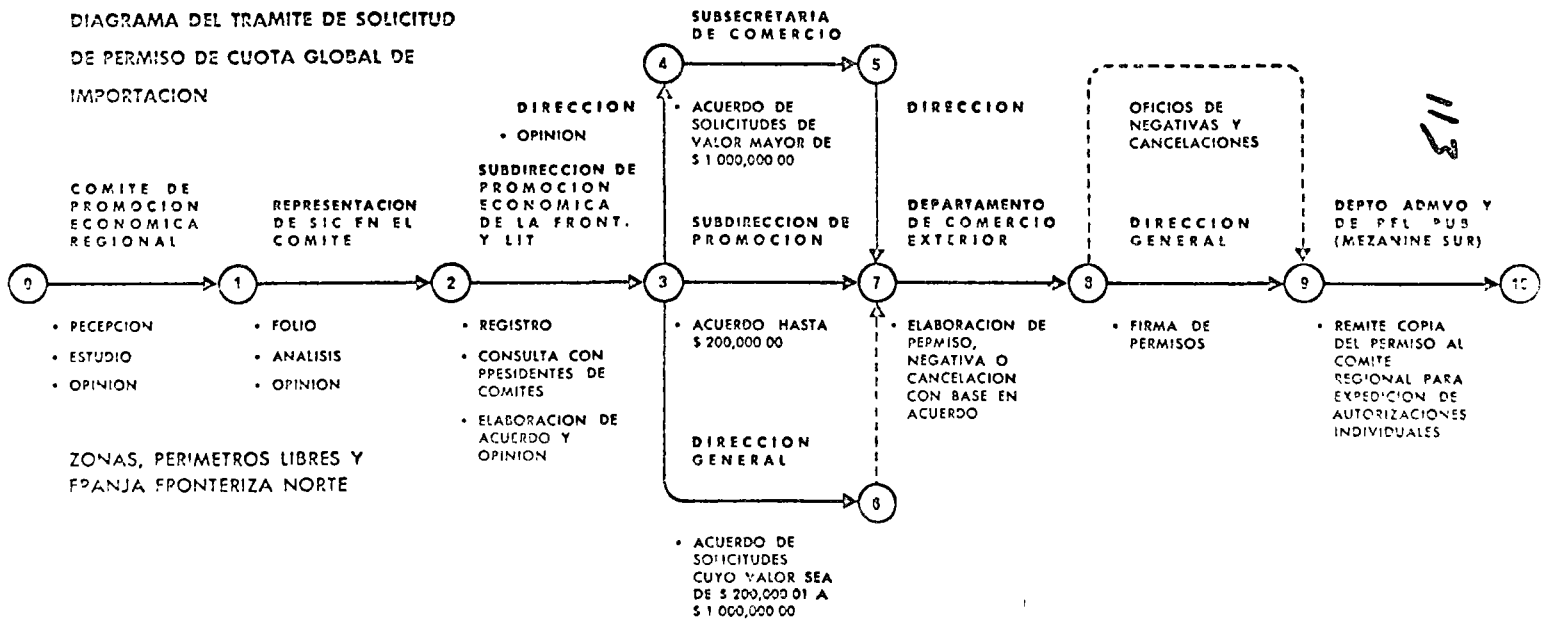 DIAGRAMA DEL TRAMITE DE SOLICITUD
DE PERMISO DE CUOTA GLOBAL DE
IMPORTACION
COMITE DE
PROMOCION
ECONOMICA
REGIONAL
0
• PECEPCION
• ESTUDIO
• OPINION
ZONAS, PERIMETROS LIBRES Y
FRANJA FRONTERIZA NORTE
REPRESENTACION
DE SIC EN EL
COMITE
1
• FOLIO
• ANALISIS
• OPINION
DIRECCION
• OPINION
SUBDIRECCION DE
PROMOCION
ECONOMICA
DE LA FRONT.
Y LIT
2
• REGISTRO
• CONSULTA CON
PRESIDENTES DE
COMITES
• ELABORACION DE
ACUERDO Y
OPINION
SUBSECRETARIA
DE COMERCIO
4
5
• ACUERDO DE
SOLICITUDES DE
VALOR MAYOR DE
$ 1 000,000 00
SUBDIRECCION DE
PROMOCION
3
• ACUERDO HASTA
$ 200,000 00
DIRECCION
GENERAL
6
• ACUERDO DE
SOLICITUDES
CUYO VALOR SEA
DE $ 200,000 01 A
$ 1 000,000 00
DIRECCION
DEPARTAMENTO
DE COMERCIO
EXTERIOR
7
• ELABORACION DE
PEPMISO,
NEGATIVA O
CANCELACION
CON BASE EN
ACUERDO
OFICIOS DE
NEGATIVAS Y
CANCELACIONES
DIRECCION
GENERAL
8
• FIRMA DE
PERMISOS
DEPTO ADMVO Y
DE REL PUB
(MEZANINE SUR)
9
10
• REMITE COPIA
DEL PERMISO AL
COMITE
REGIONAL PARA
EXPEDICION DE
AUTORIZACIONES
INDIVIDUALES